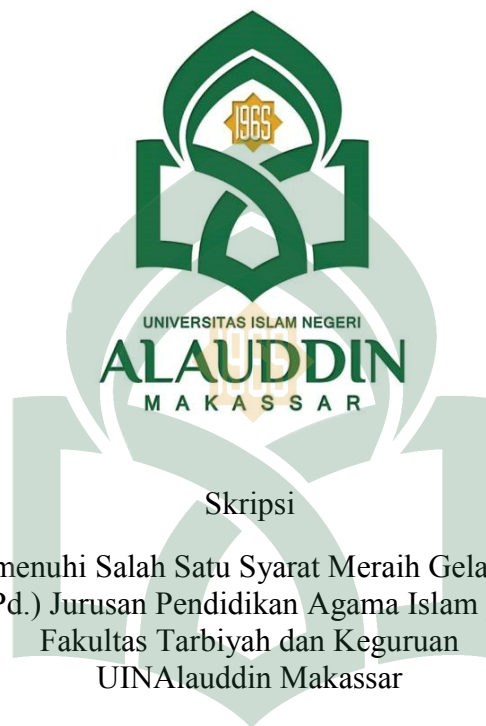 1965
UNIVERSITAS ISLAM NEGERI
ALAUDDIN
MAKASSAR
Skripsi
menuhi Salah Satu Syarat Meraih Gela
Pd.) Jurusan Pendidikan Agama Islam
Fakultas Tarbiyah dan Keguruan
UINAlauddin Makassar